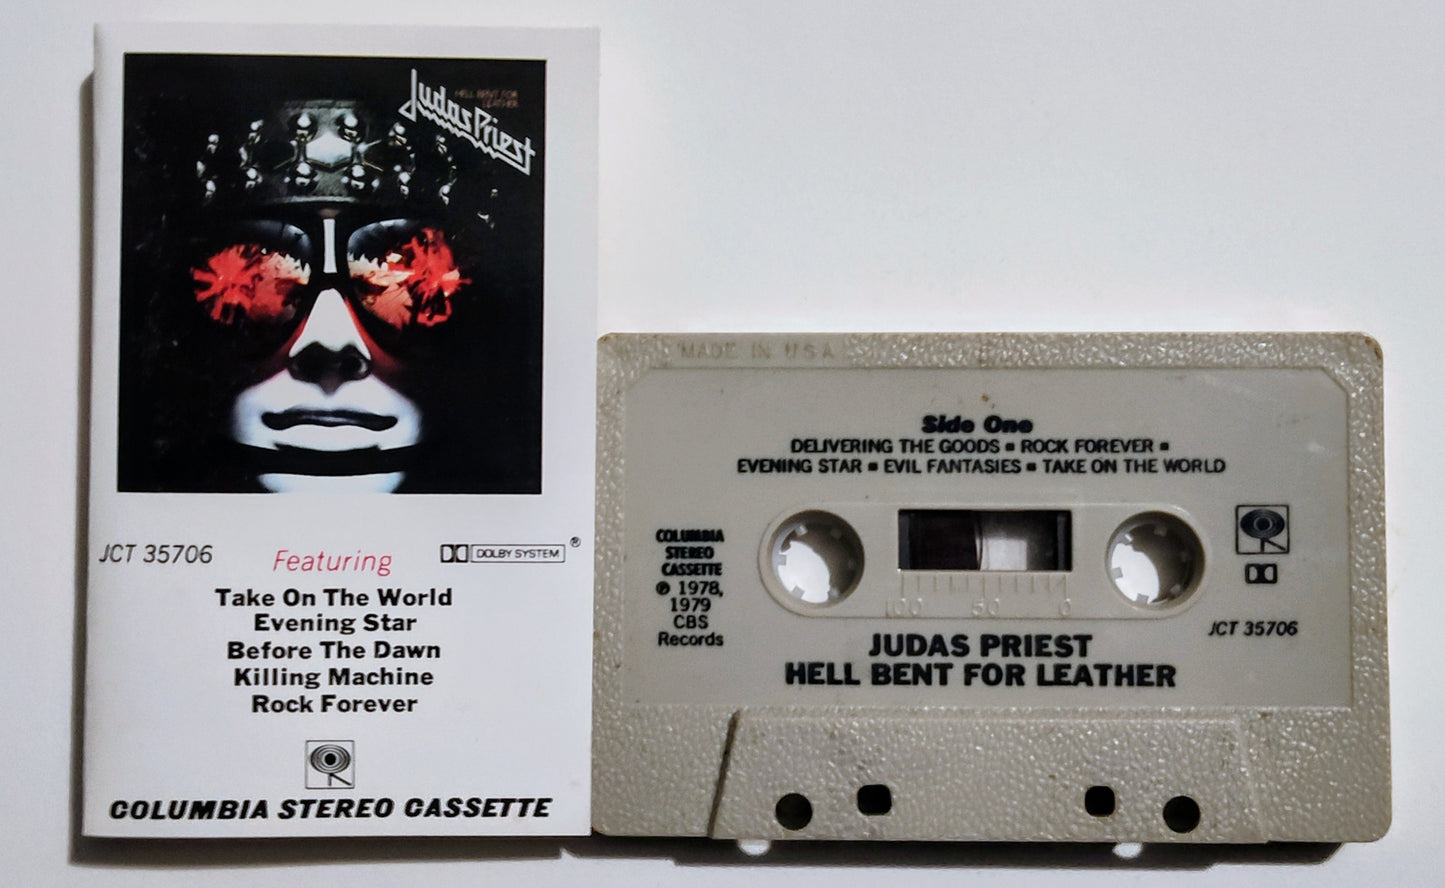 Judas Priest
HELL BENT FOR
LEATHER
JCT 35706
Featuring
DOLBY SYSTEM ®
Take On The World
Evening Star
Before The Dawn
Killing Machine
Rock Forever
COLUMBIA STEREO CASSETTE
MADE IN USA
Side One
DELIVERING THE GOODS ▪ ROCK FOREVER ▪
EVENING STAR ▪ EVIL FANTASIES ▪ TAKE ON THE WORLD
COLUMBIA
STEREO
CASSETTE
℗ 1978,
1979
CBS
Records
100 50 0
JCT 35706
JUDAS PRIEST
HELL BENT FOR LEATHER